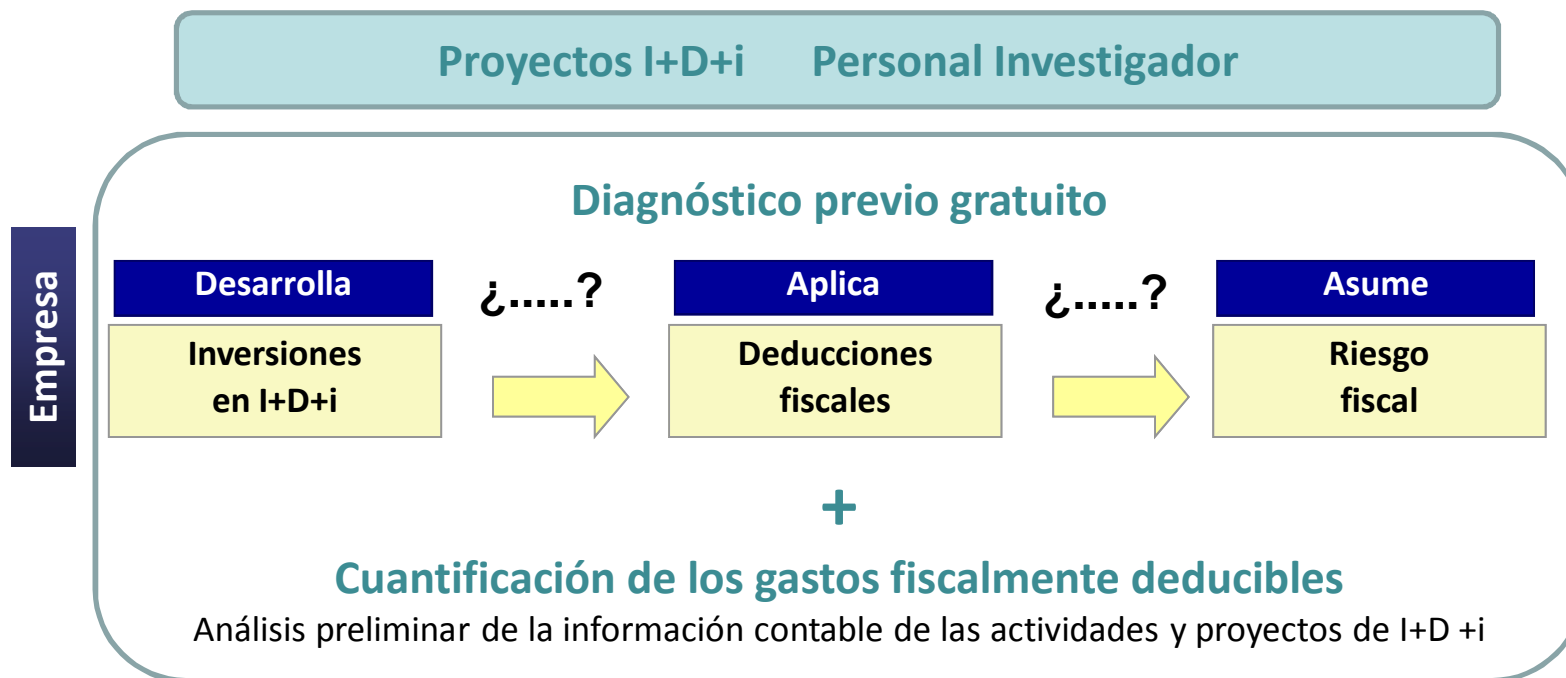 Proyectos I+D+i Personal Investigador
Diagnóstico previo gratuito
Empresa
Desarrolla
¿.....?
Aplica
¿.....?
Asume
Inversiones
en I+D+i
Deducciones
fiscales
Riesgo
fiscal
+
Cuantificación de los gastos fiscalmente deducibles
Análisis preliminar de la información contable de las actividades y proyectos de I+D +i